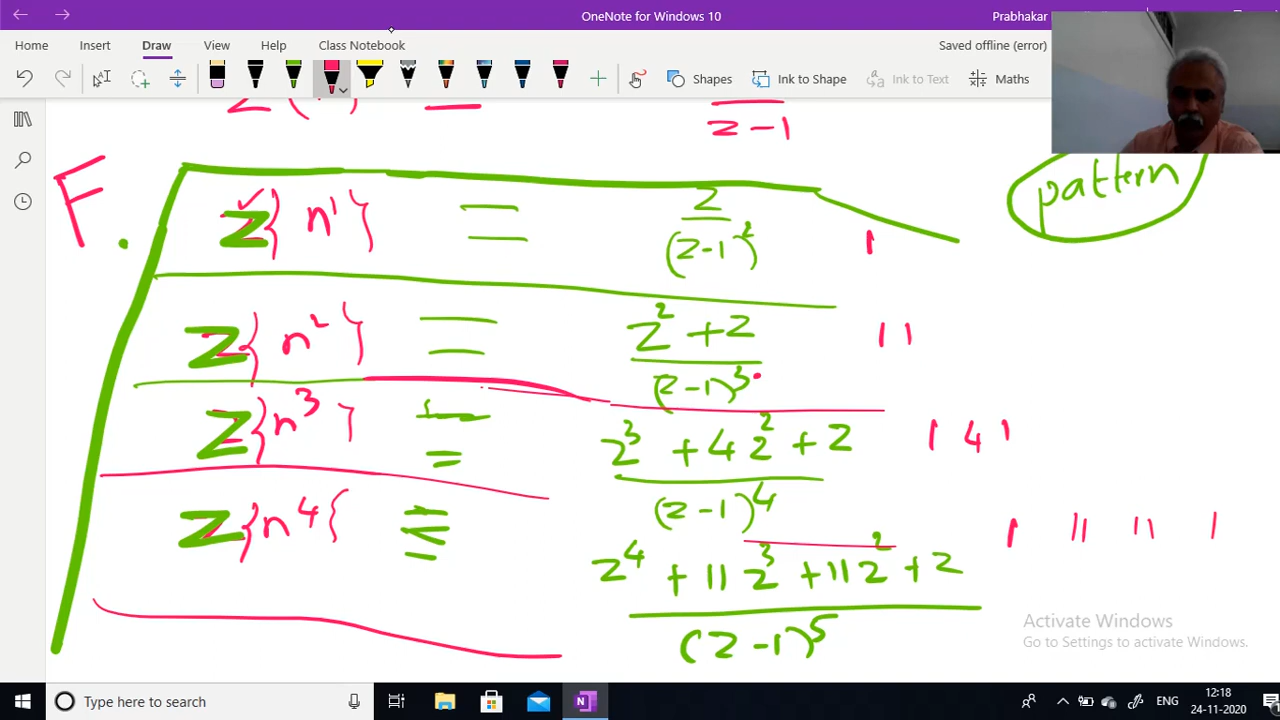 OneNote for Windows 10
Prabhakar
Home Insert Draw View Help Class Notebook
Saved offline (error)
Shapes Ink to Shape Ink to Text Maths
z-1
F.
pattern
Z{n¹} = z/(z-1)² 1
Z{n²} = (z²+z)/(z-1)³ 1 1
Z{n³} = (z³+4z²+z)/(z-1)⁴ 1 4 1
Z{n⁴{ = (z⁴+11z³+11z²+z)/(z-1)⁵ 1 11 11 1
Activate Windows
Go to Settings to activate Windows.
Type here to search
ENG
12:18
24-11-2020